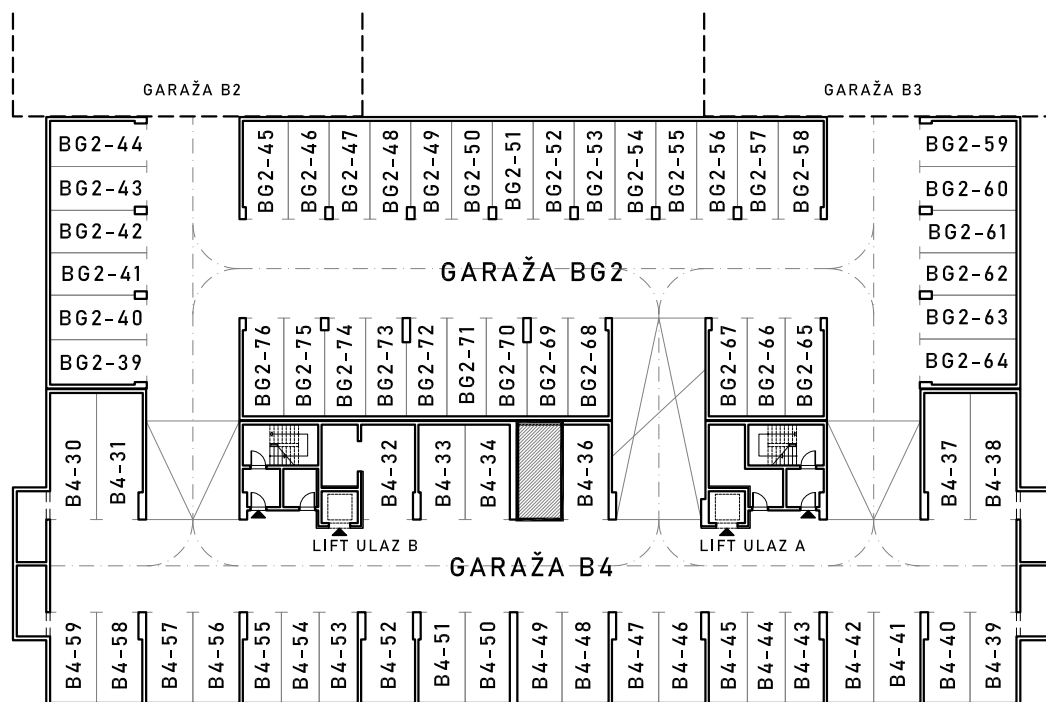 GARAŽA B2
GARAŽA B3
BG2-44
BG2-43
BG2-42
BG2-41
BG2-40
BG2-39
BG2-45
BG2-46
BG2-47
BG2-48
BG2-49
BG2-50
BG2-51
BG2-52
BG2-53
BG2-54
BG2-55
BG2-56
BG2-57
BG2-58
BG2-59
BG2-60
BG2-61
BG2-62
BG2-63
BG2-64
GARAŽA BG2
BG2-76
BG2-75
BG2-74
BG2-73
BG2-72
BG2-71
BG2-70
BG2-69
BG2-68
BG2-67
BG2-66
BG2-65
B4-30
B4-31
B4-32
B4-33
B4-34
B4-36
B4-37
B4-38
LIFT ULAZ B
LIFT ULAZ A
GARAŽA B4
B4-59
B4-58
B4-57
B4-56
B4-55
B4-54
B4-53
B4-52
B4-51
B4-50
B4-49
B4-48
B4-47
B4-46
B4-45
B4-44
B4-43
B4-42
B4-41
B4-40
B4-39